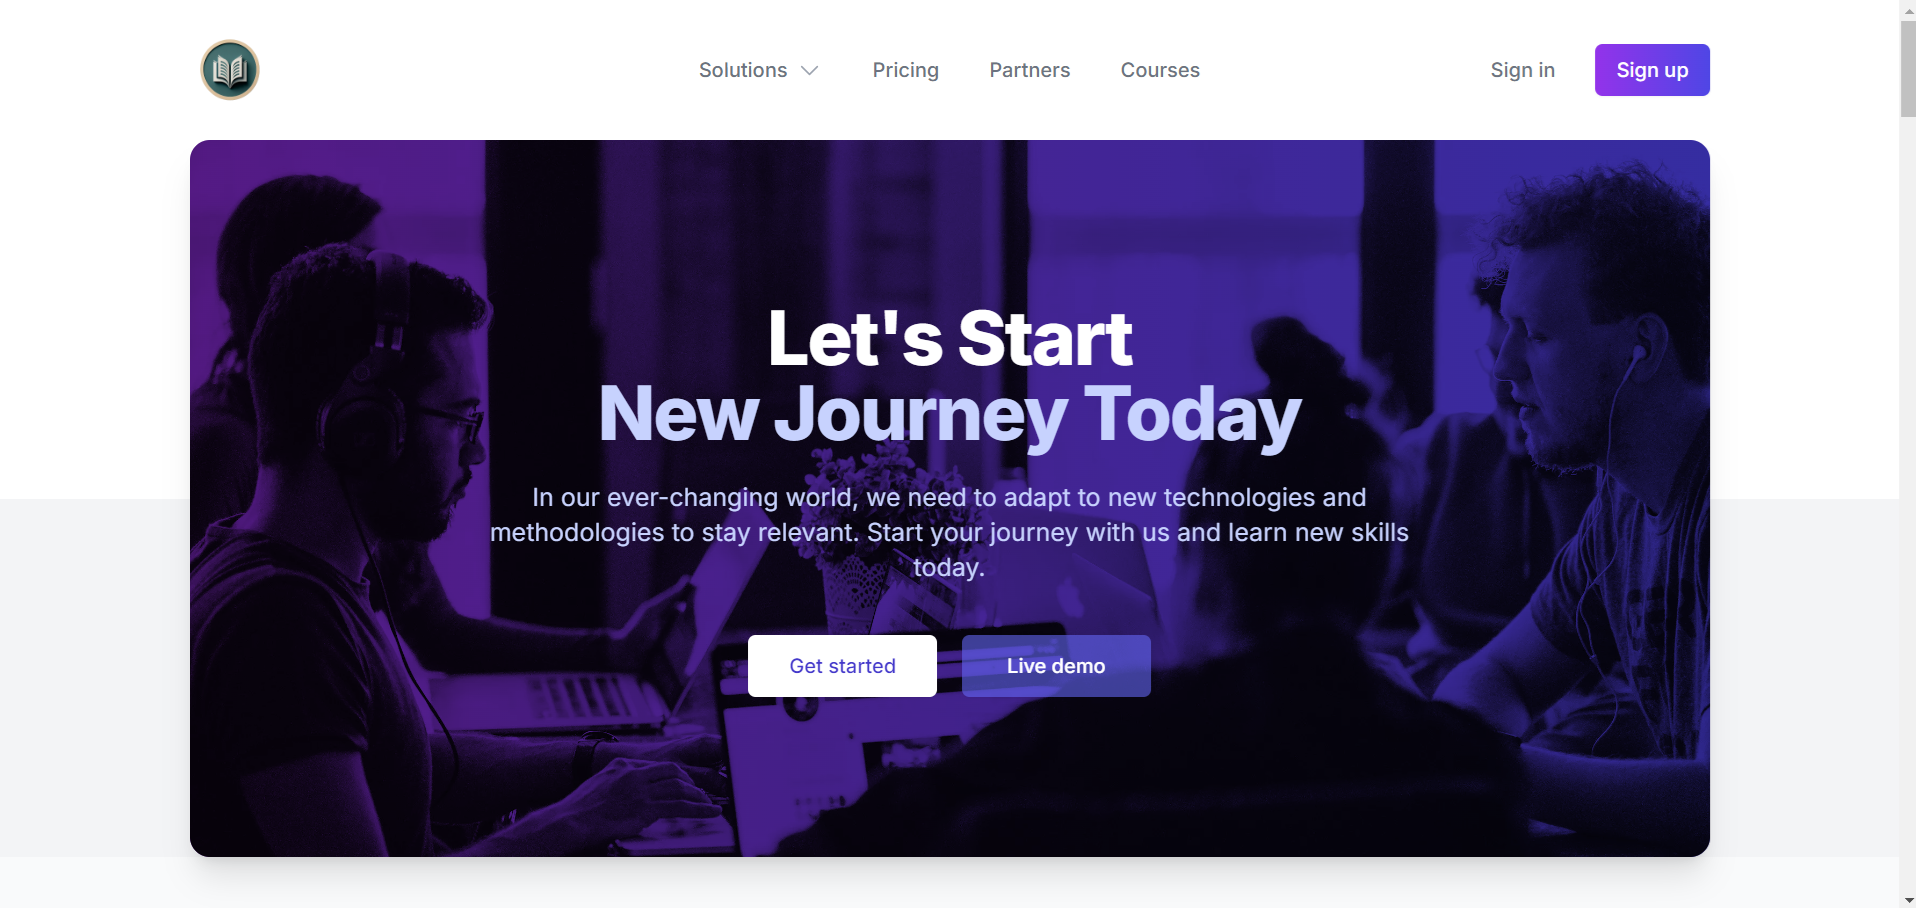 Solutions Pricing Partners Courses Sign in Sign up
Let's Start
New Journey Today
In our ever-changing world, we need to adapt to new technologies and
methodologies to stay relevant. Start your journey with us and learn new skills
today.
Get started Live demo